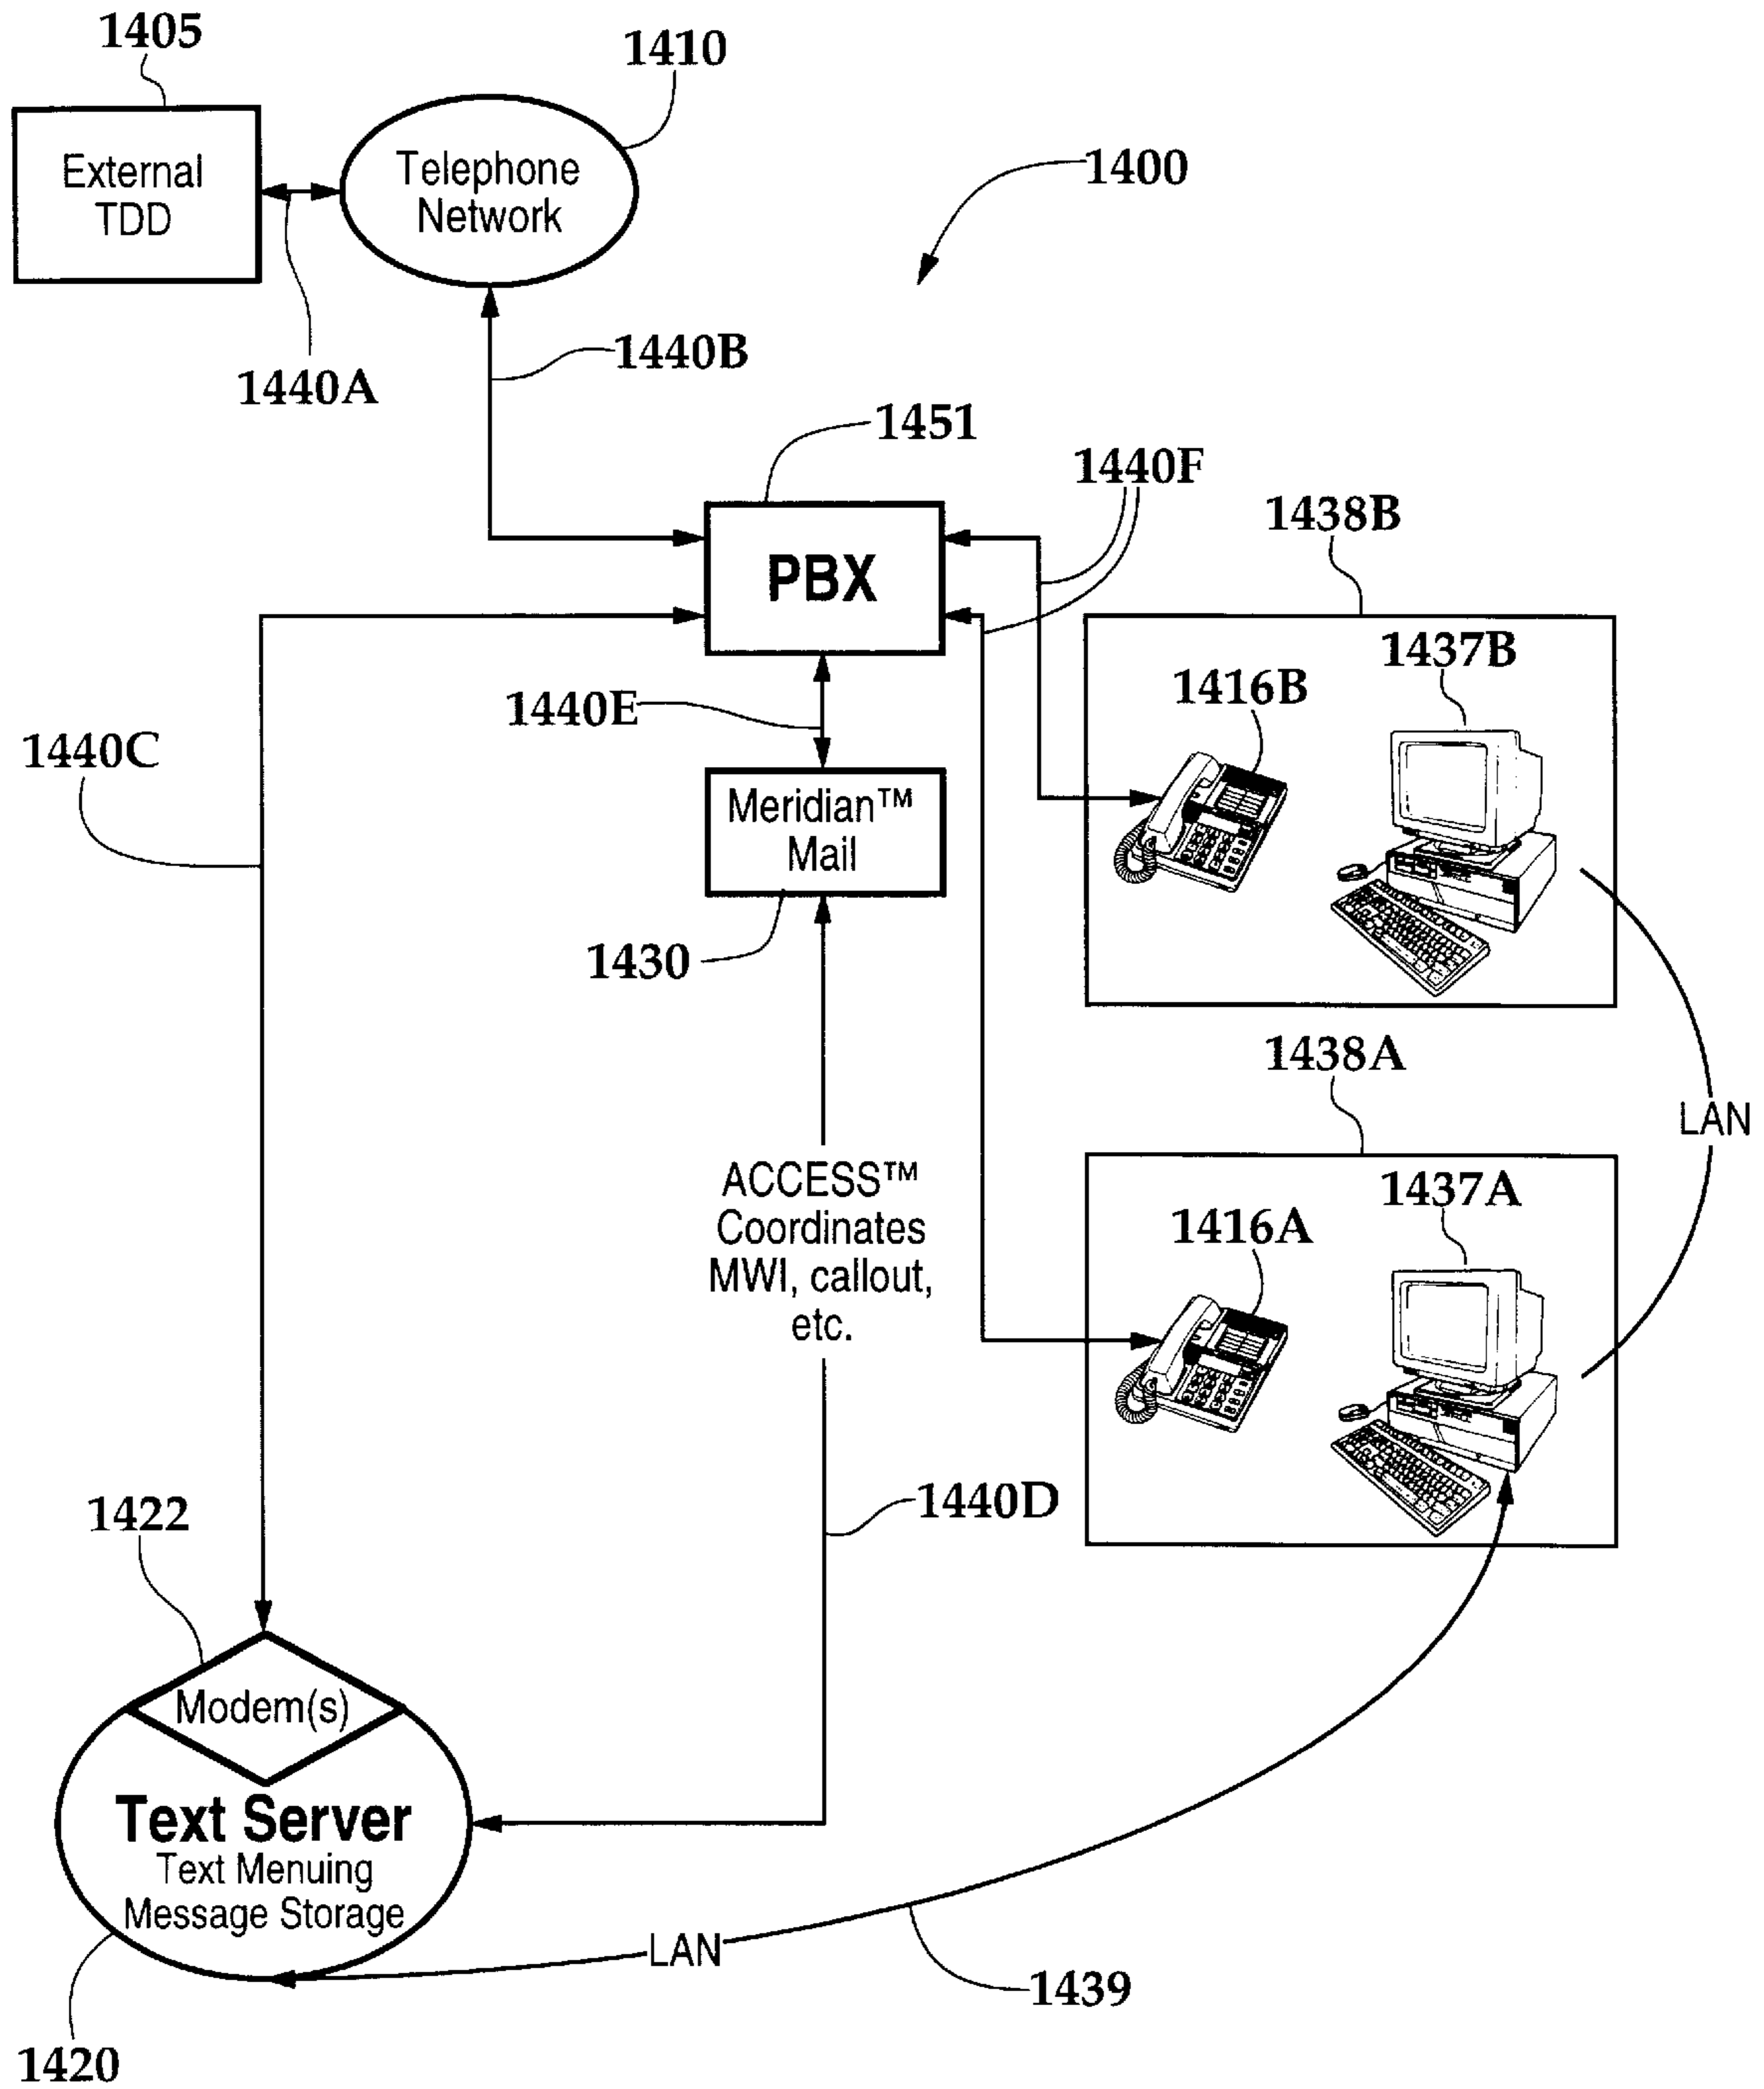 1405
1410
External
TDD
Telephone
Network
1400
1440A
1440B
1451
1440F
1438B
PBX
1437B
1416B
1440E
1440C
Meridian™
Mail
1430
1438A
LAN
ACCESS™
Coordinates
MWI, callout,
etc.
1437A
1416A
1440D
1422
Modem(s)
Text Server
Text Menuing
Message Storage
LAN
1439
1420